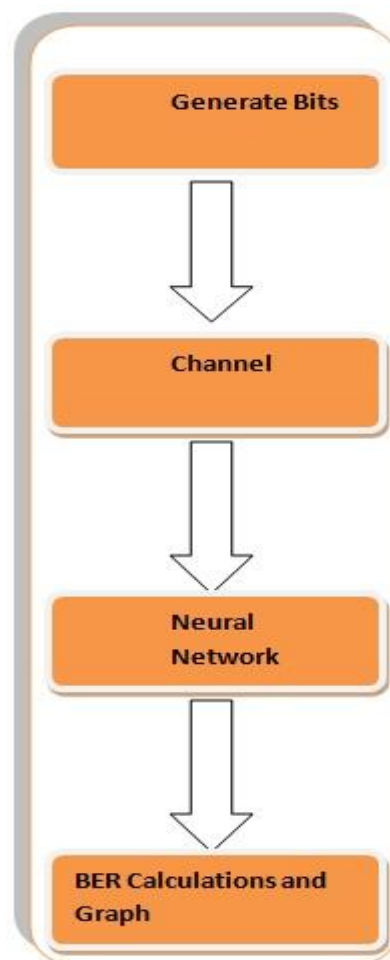 Generate Bits
Channel
Neural
Network
BER Calculations and
Graph